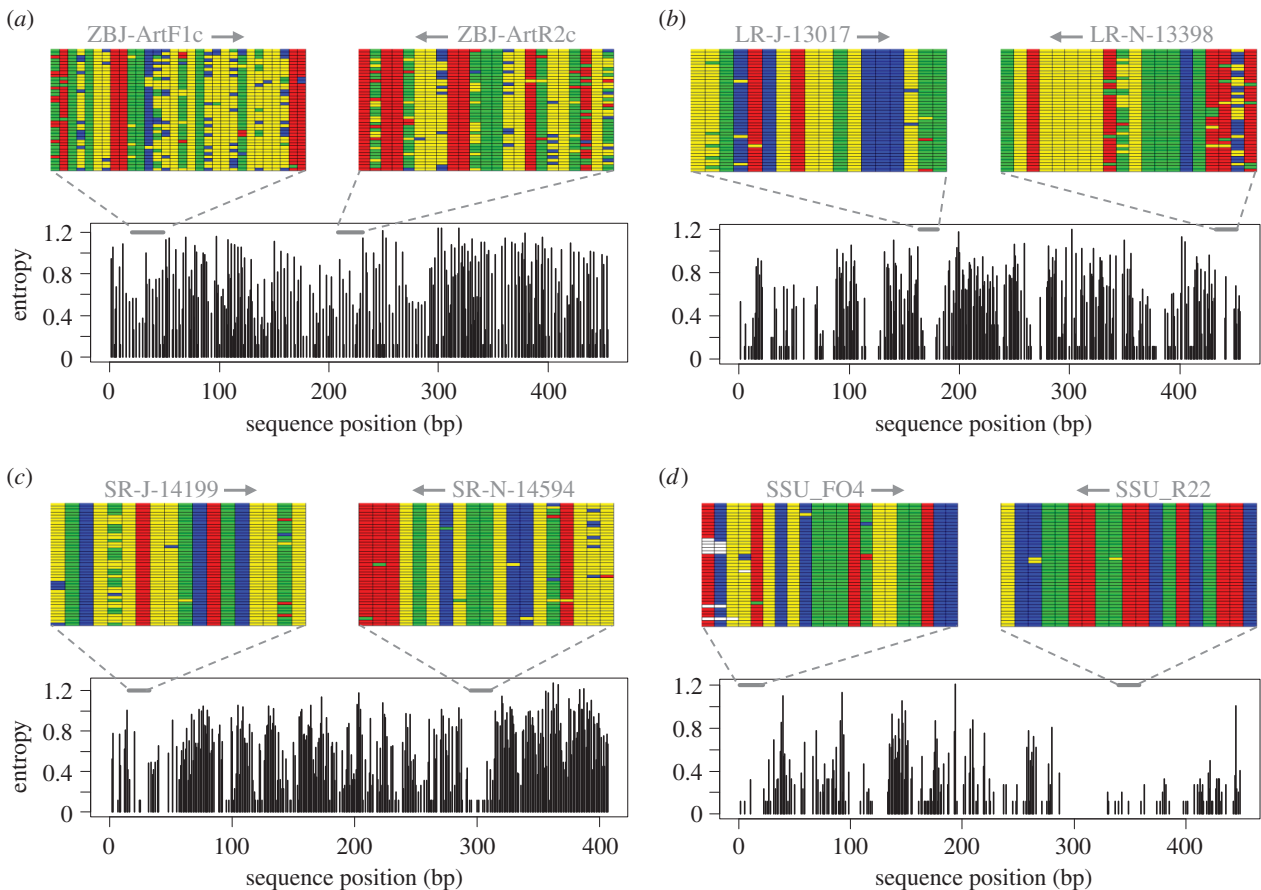 (a)
ZBJ-ArtF1c
ZBJ-ArtR2c
entropy
1.2
0.8
0.4
0
0 100 200 300 400
sequence position (bp)
(b)
LR-J-13017
LR-N-13398
1.2
0.8
0.4
0
0 100 200 300 400
sequence position (bp)
(c)
SR-J-14199
SR-N-14594
entropy
1.2
0.8
0.4
0
0 100 200 300 400
sequence position (bp)
(d)
SSU_FO4
SSU_R22
1.2
0.8
0.4
0
0 100 200 300 400
sequence position (bp)